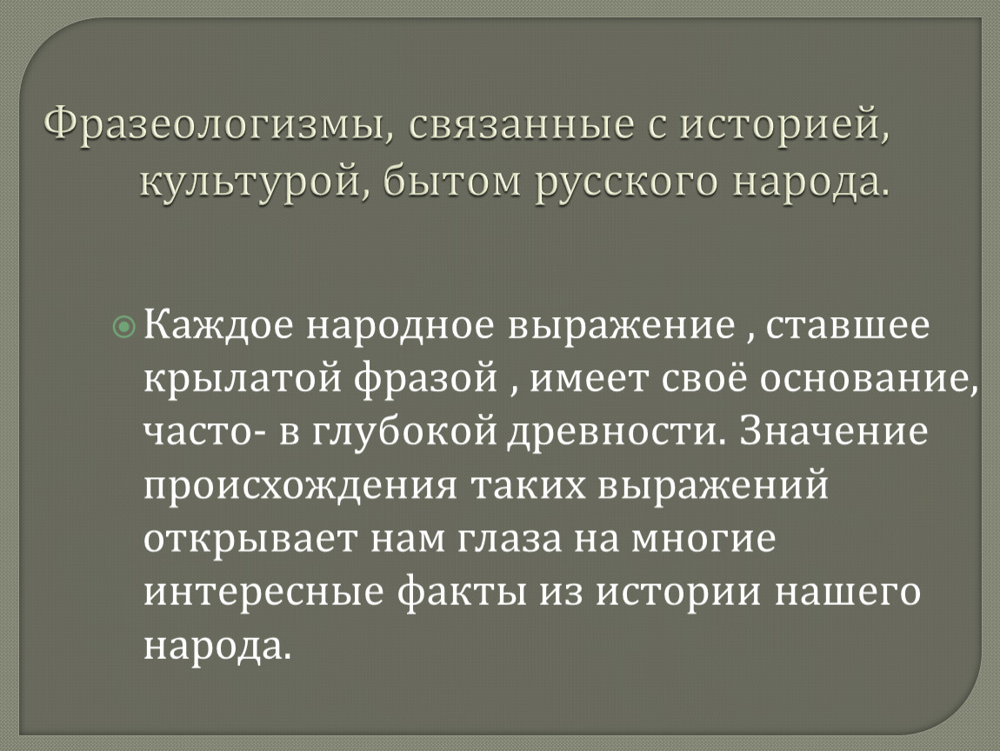 Фразеологизмы, связанные с историей,
культурой, бытом русского народа.
Каждое народное выражение , ставшее
крылатой фразой , имеет своё основание,
часто- в глубокой древности. Значение
происхождения таких выражений
открывает нам глаза на многие
интересные факты из истории нашего
народа.